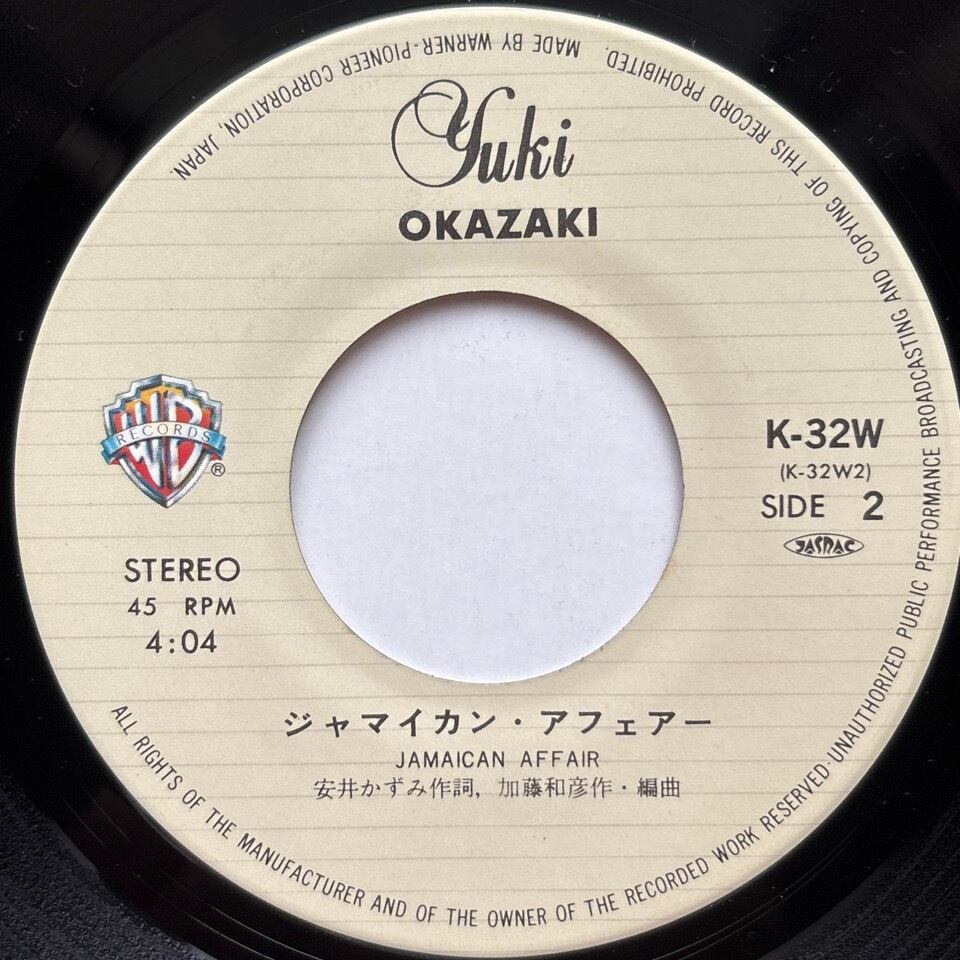 Yuki
OKAZAKI
WB
RECORDS
®
K-32W
(K-32W2)
SIDE 2
JASRAC
STEREO
45 RPM
4:04
ジャマイカン・アフェアー
JAMAICAN AFFAIR
安井かずみ作詞, 加藤和彦作・編曲
ALL RIGHTS OF THE MANUFACTURER AND OF THE OWNER OF THE RECORDED WORK RESERVED·UNAUTHORIZED PUBLIC PERFORMANCE BROADCASTING AND COPYING OF THIS RECORD PROHIBITED. MADE BY WARNER-PIONEER CORPORATION, JAPAN.